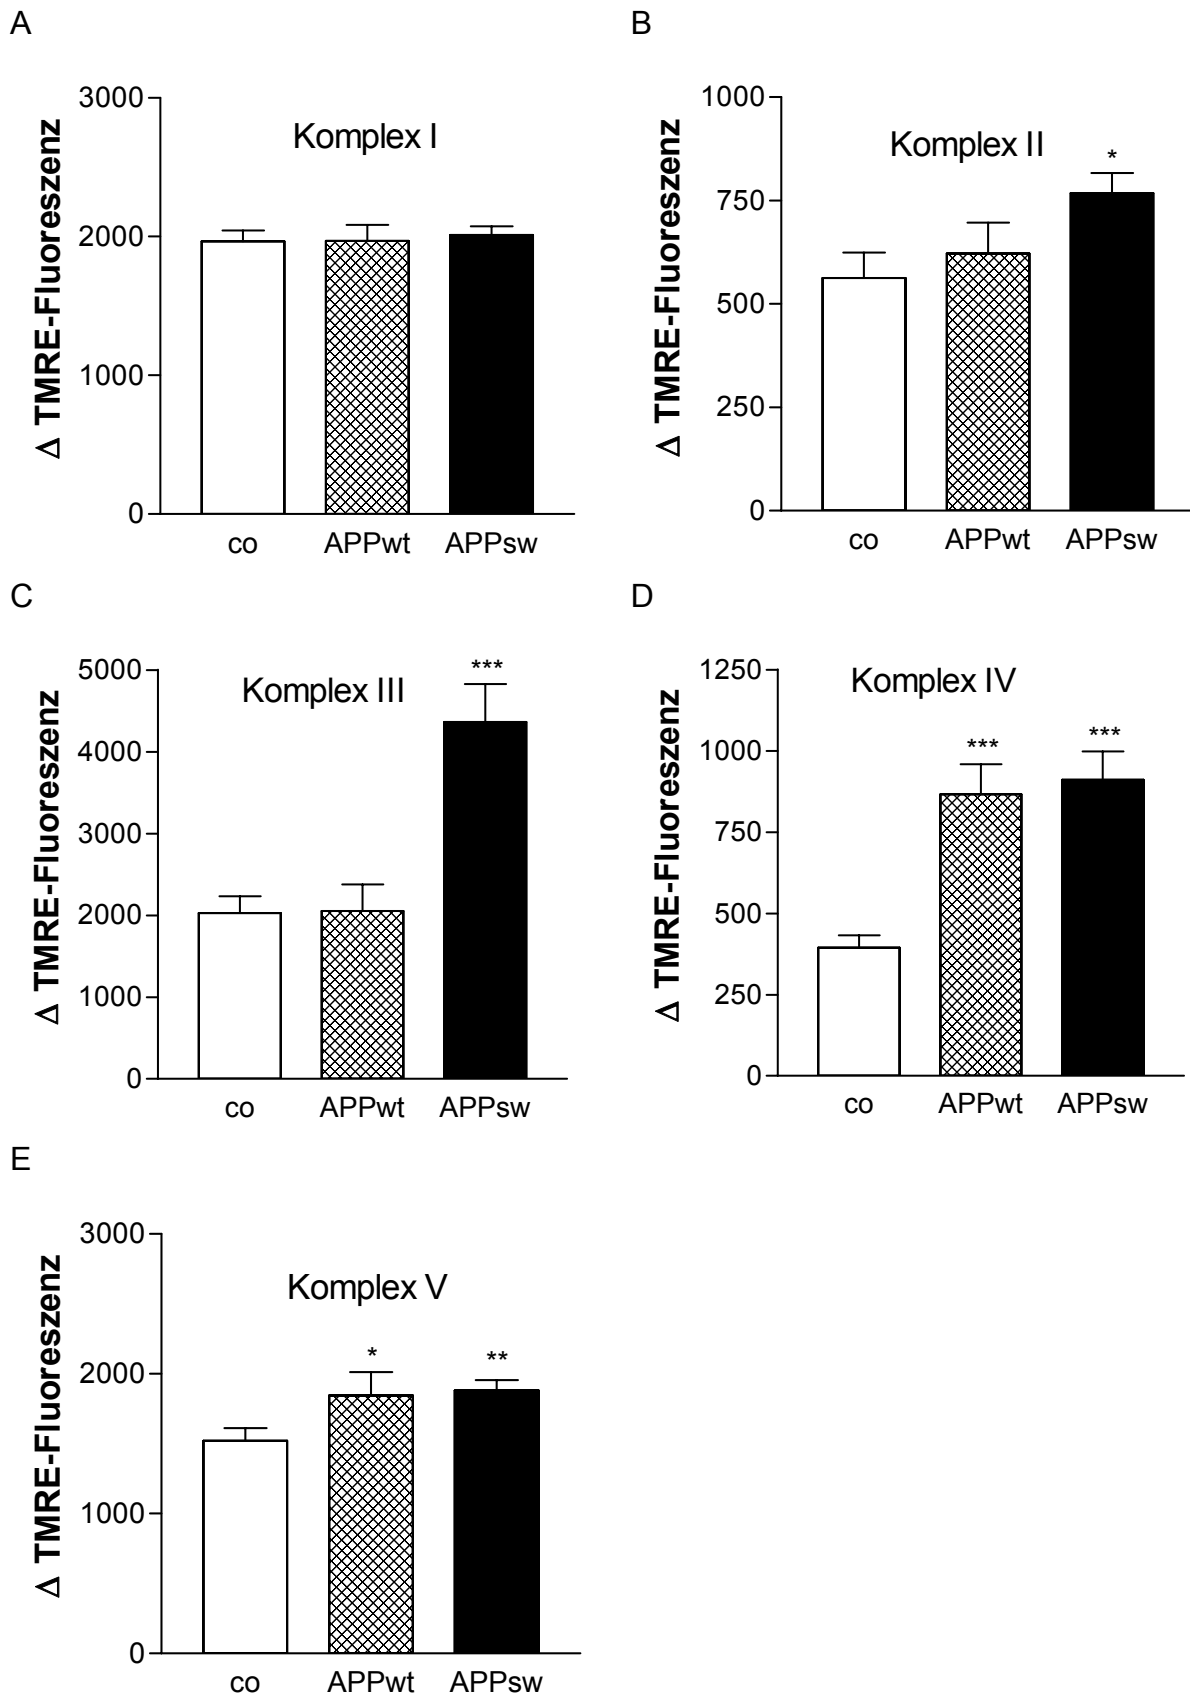 A
Δ TMRE-Fluoreszenz
3000
2000
1000
0
Komplex I
co APPwt APPsw
B
Δ TMRE-Fluoreszenz
1000
750
500
250
0
Komplex II
*
co APPwt APPsw
C
Δ TMRE-Fluoreszenz
5000
4000
3000
2000
1000
0
Komplex III
***
co APPwt APPsw
D
Δ TMRE-Fluoreszenz
1250
1000
750
500
250
0
Komplex IV
*** ***
co APPwt APPsw
E
Δ TMRE-Fluoreszenz
3000
2000
1000
0
Komplex V
* **
co APPwt APPsw